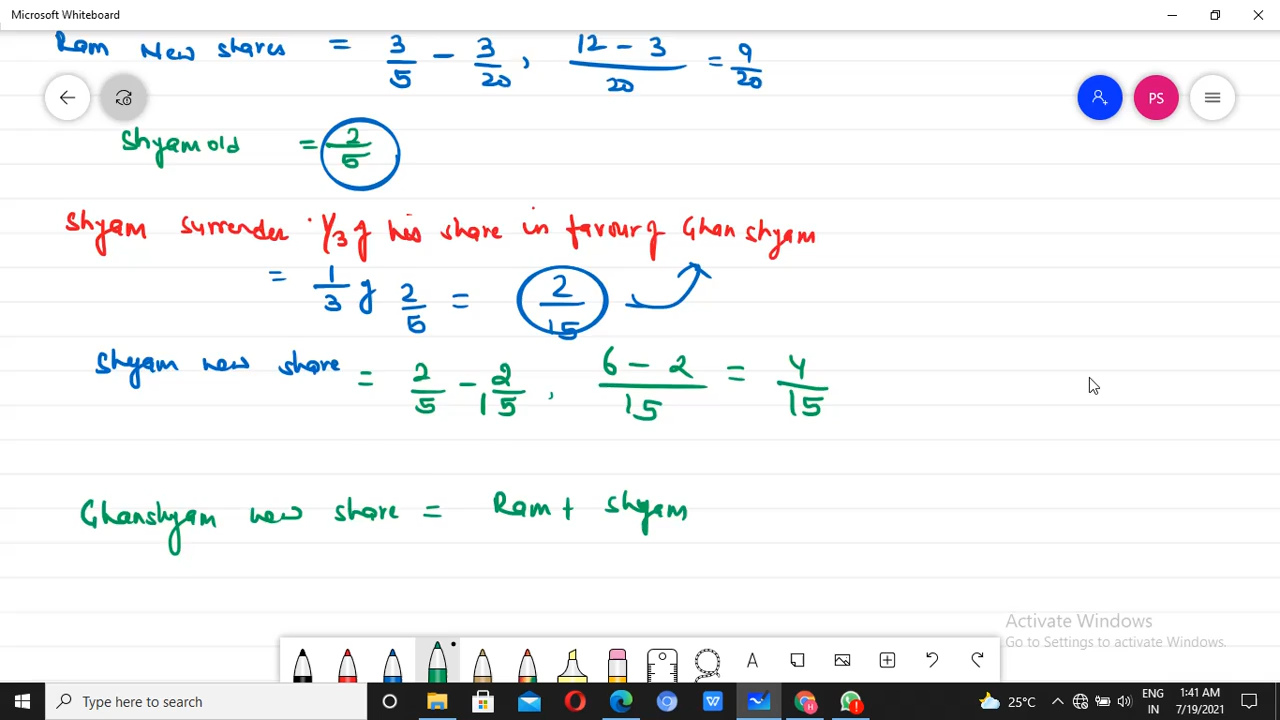 Microsoft Whiteboard
Ram New shares = 3/5 - 3/20, 12 - 3/20 = 9/20
PS
Shyam old = 2/5
Shyam surrender 1/3 of his share in favour of Ghanshyam
= 1/3 of 2/5 = 2/15
Shyam new share = 2/5 - 2/15, 6 - 2/15 = 4/15
Ghanshyam new share = Ram + Shyam
Activate Windows
Go to Settings to activate Windows.
A
Type here to search
25°C
ENG
IN
1:41 AM
7/19/2021